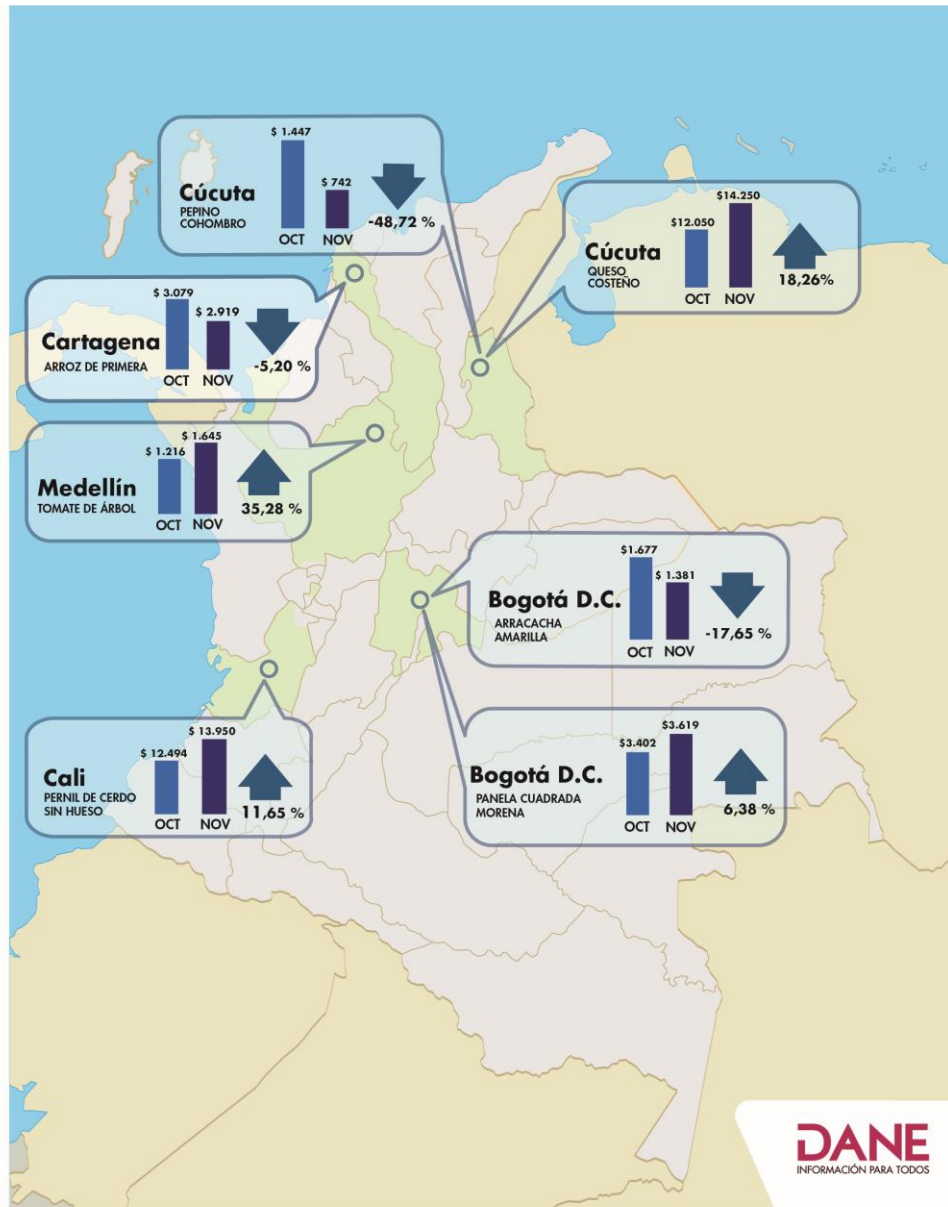 $ 1.447
$ 742
Cúcuta
PEPINO
COHOMBRO
-48,72 %
OCT NOV
$14.250
$12.050
Cúcuta
QUESO
COSTEÑO
18,26%
OCT NOV
$ 3.079
$ 2.919
Cartagena
ARROZ DE PRIMERA
-5,20 %
OCT NOV
$ 1.645
$ 1.216
Medellín
TOMATE DE ÁRBOL
35,28 %
OCT NOV
$1.677
$ 1.381
Bogotá D.C.
ARRACACHA
AMARILLA
-17,65 %
OCT NOV
$ 13.950
$ 12.494
Cali
PERNIL DE CERDO
SIN HUESO
11,65 %
OCT NOV
$3.619
$3.402
Bogotá D.C.
PANELA CUADRADA
MORENA
6,38 %
OCT NOV
DANE
INFORMACIÓN PARA TODOS